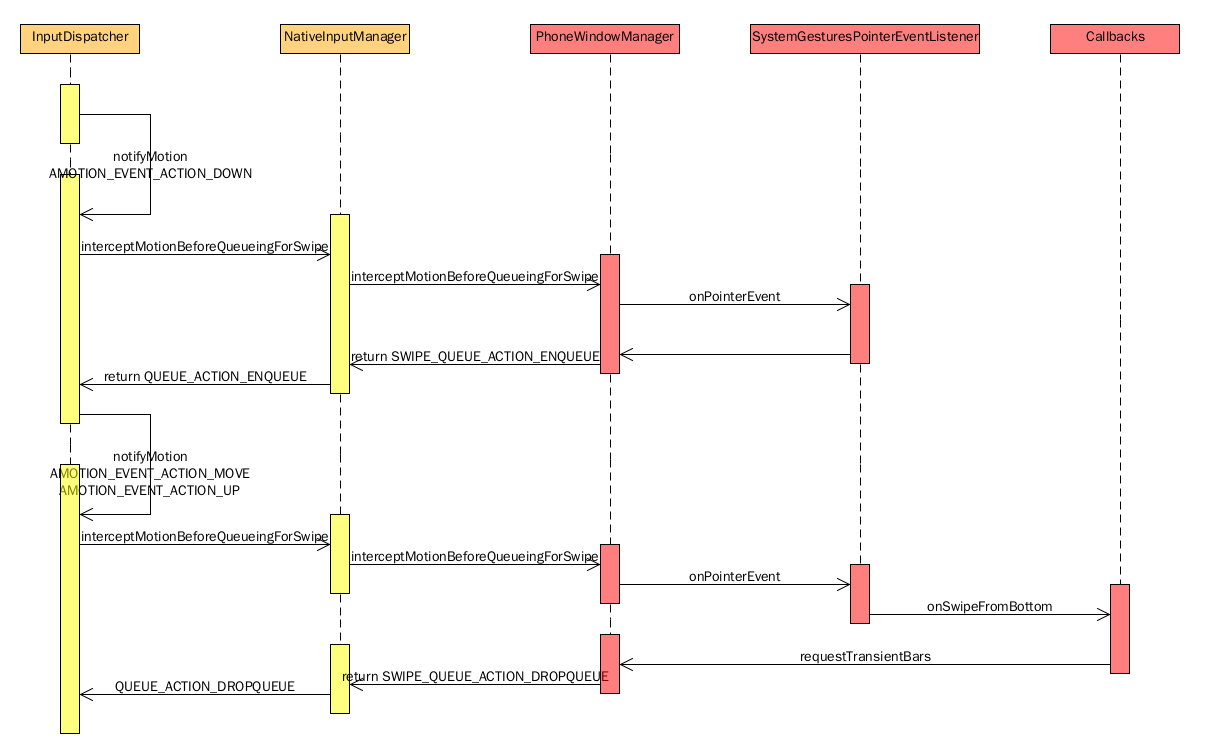 InputDispatcher
NativeInputManager
PhoneWindowManager
SystemGesturesPointerEventListener
Callbacks
notifyMotion
AMOTION_EVENT_ACTION_DOWN
interceptMotionBeforeQueueingForSwipe
interceptMotionBeforeQueueingForSwipe
onPointerEvent
return SWIPE_QUEUE_ACTION_ENQUEUE
return QUEUE_ACTION_ENQUEUE
notifyMotion
AMOTION_EVENT_ACTION_MOVE
AMOTION_EVENT_ACTION_UP
interceptMotionBeforeQueueingForSwipe
interceptMotionBeforeQueueingForSwipe
onPointerEvent
onSwipeFromBottom
requestTransientBars
return SWIPE_QUEUE_ACTION_DROPQUEUE
QUEUE_ACTION_DROPQUEUE